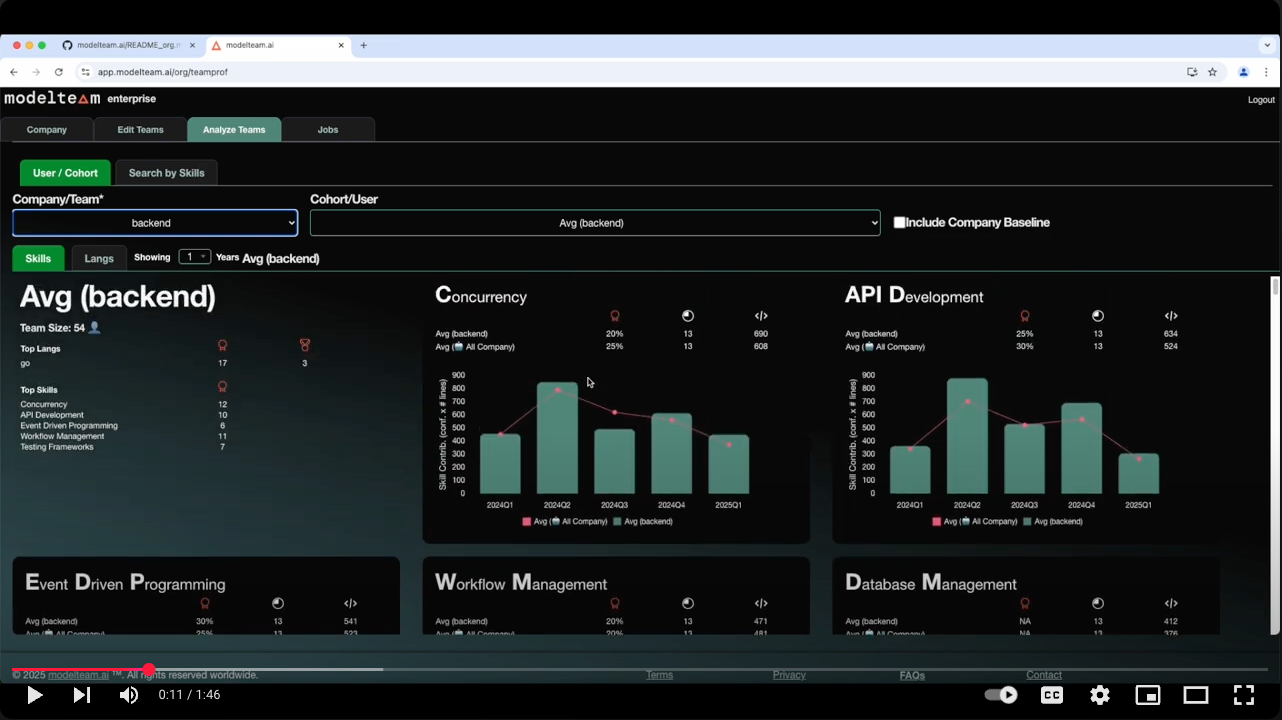 modelteam.ai/README_org.r
modelteam.ai
app.modelteam.ai/org/teamprof
modelteam enterprise
Logout
Company Edit Teams Analyze Teams Jobs
User / Cohort Search by Skills
Company/Team* Cohort/User
backend Avg (backend) Include Company Baseline
Skills Langs Showing 1 Years Avg (backend)
Avg (backend)
Team Size: 54
Top Langs
go 17 3
Top Skills
Concurrency 12
API Development 10
Event Driven Programming 6
Workflow Management 11
Testing Frameworks 7
Concurrency
Avg (backend) 20% 13 690
Avg (All Company) 25% 13 608
Skill Contrib. (conf. x # lines)
900
800
700
600
500
400
300
200
100
0
2024Q1 2024Q2 2024Q3 2024Q4 2025Q1
Avg (All Company) Avg (backend)
API Development
Avg (backend) 25% 13 634
Avg (All Company) 30% 13 524
Skill Contrib. (conf. x # lines)
900
800
700
600
500
400
300
200
100
0
2024Q1 2024Q2 2024Q3 2024Q4 2025Q1
Avg (All Company) Avg (backend)
Event Driven Programming
Avg (backend) 30% 13 541
Avg (All Company) 25% 13 523
Workflow Management
Avg (backend) 20% 13 471
Avg (All Company) 20% 13 481
Database Management
Avg (backend) NA 13 412
Avg (All Company) NA 13 376
© 2025 modelteam.ai ™. All rights reserved worldwide. Terms Privacy FAQs Contact
0:11 / 1:46
CC